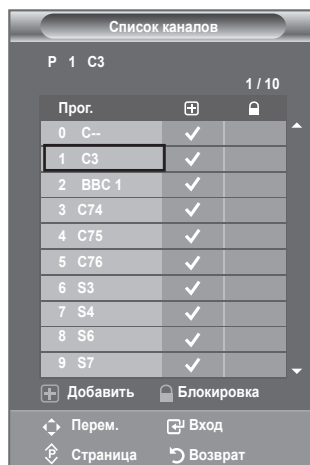 Список каналов
P 1 C3
1 / 10
Прог.
0 C--
1 C3
2 BBC 1
3 C74
4 C75
5 C76
6 S3
7 S4
8 S6
9 S7
Добавить Блокировка
Перем. Вход
Страница Возврат